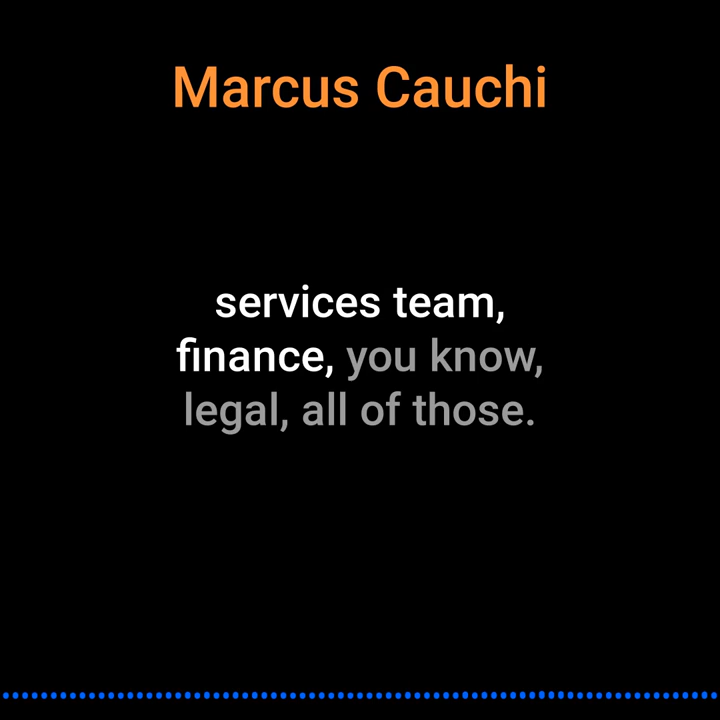 Marcus Cauchi
services team,
finance, you know,
legal, all of those.